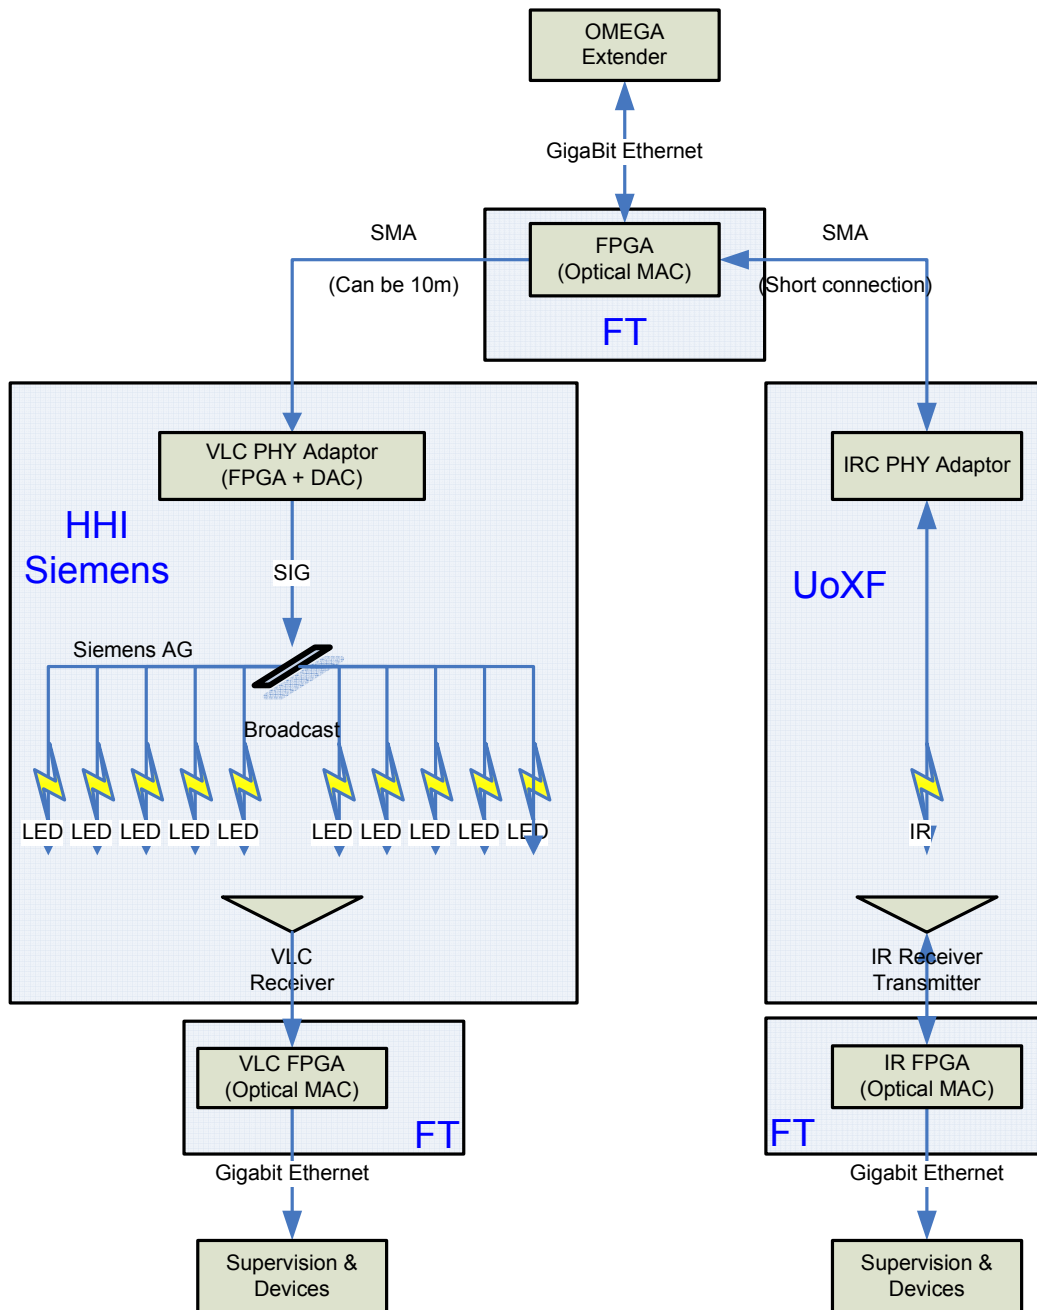 OMEGA
Extender
GigaBit Ethernet
SMA
FPGA
(Optical MAC)
SMA
(Can be 10m)
(Short connection)
FT
VLC PHY Adaptor
(FPGA + DAC)
IRC PHY Adaptor
HHI
Siemens
SIG
UoXF
Siemens AG
Broadcast
LED LED LED LED LED LED LED LED LED LED
IR
VLC
Receiver
IR Receiver
Transmitter
VLC FPGA
(Optical MAC)
FT
IR FPGA
(Optical MAC)
FT
Gigabit Ethernet
Gigabit Ethernet
Supervision &
Devices
Supervision &
Devices